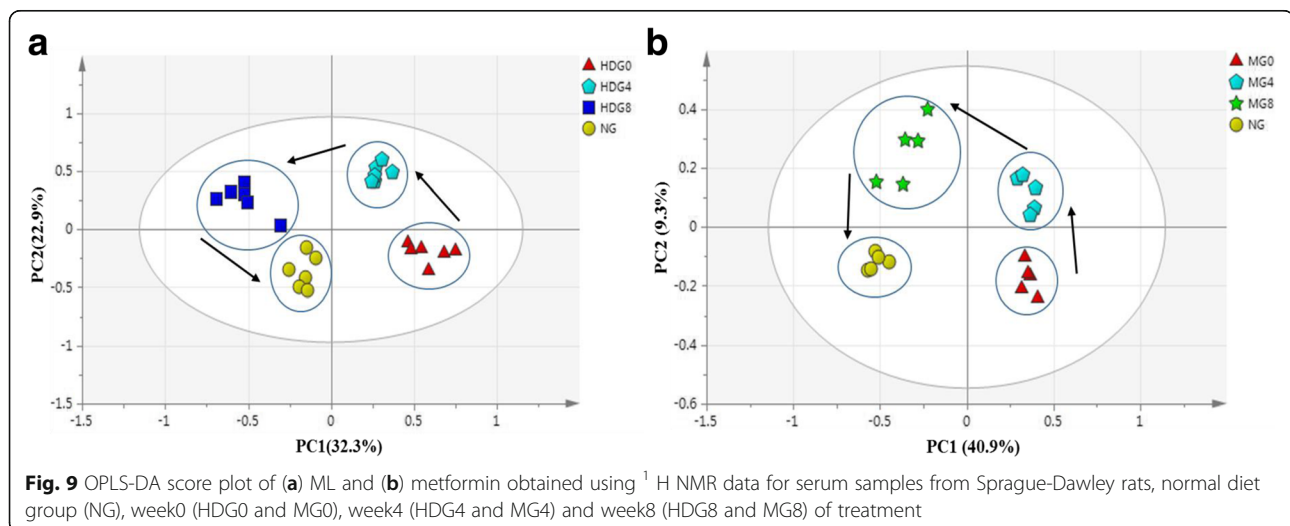 a
HDG0
HDG4
HDG8
NG
1
0.5
0
-0.5
-1
-1.5
-1.5
-1
-0.5
0
0.5
1
PC2(22.9%)
PC1(32.3%)
b
MG0
MG4
MG8
NG
0.4
0.2
0
-0.2
-0.4
-0.6
-1.5
-1
-0.5
0
0.5
1
PC2 (9.3%)
PC1 (40.9%)
Fig. 9 OPLS-DA score plot of (a) ML and (b) metformin obtained using ¹ H NMR data for serum samples from Sprague-Dawley rats, normal diet
group (NG), week0 (HDG0 and MG0), week4 (HDG4 and MG4) and week8 (HDG8 and MG8) of treatment